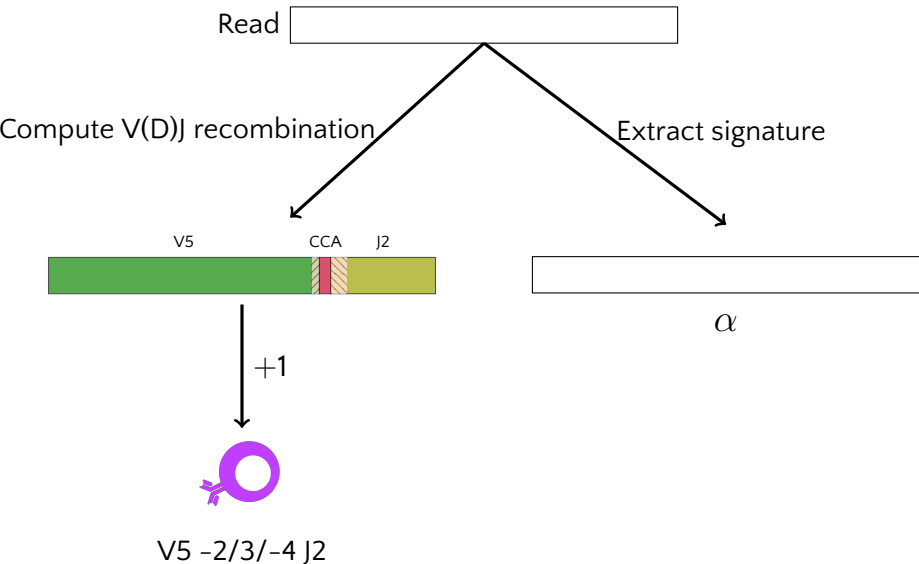 Read
Compute V(D)J recombination
Extract signature
V5 CCA J2
α
+1
V5 -2/3/-4 J2